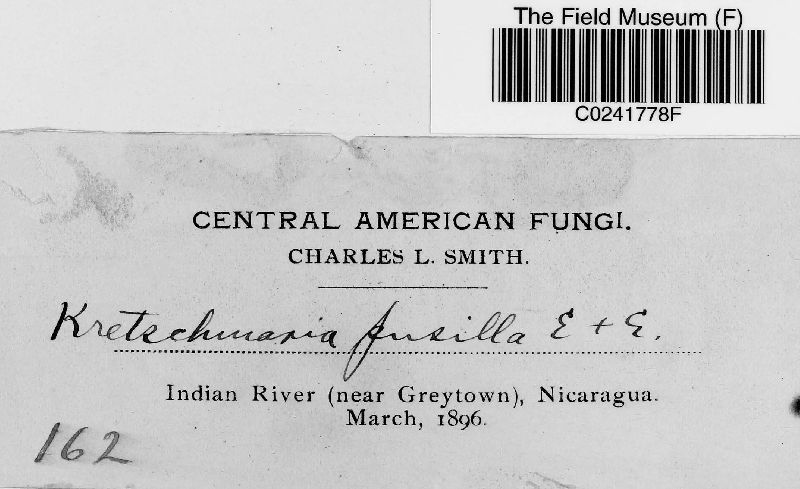 The Field Museum (F)
C0241778F
CENTRAL AMERICAN FUNGI.
CHARLES L. SMITH.
Kretschmaria pusilla E + E.
Indian River (near Greytown), Nicaragua.
March, 1896.
162